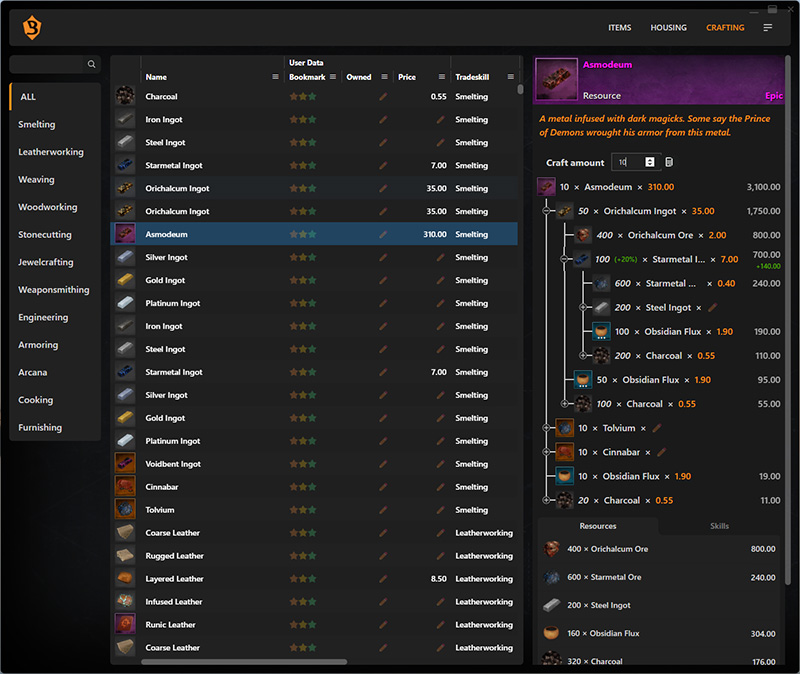 ITEMS HOUSING CRAFTING
ALL
Smelting
Leatherworking
Weaving
Woodworking
Stonecutting
Jewelcrafting
Weaponsmithing
Engineering
Armoring
Arcana
Cooking
Furnishing
User Data
Name Bookmark Owned Price Tradeskill
Charcoal 0.55 Smelting
Iron Ingot Smelting
Steel Ingot Smelting
Starmetal Ingot 7.00 Smelting
Orichalcum Ingot 35.00 Smelting
Orichalcum Ingot 35.00 Smelting
Asmodeum 310.00 Smelting
Silver Ingot Smelting
Gold Ingot Smelting
Platinum Ingot Smelting
Iron Ingot Smelting
Steel Ingot Smelting
Starmetal Ingot 7.00 Smelting
Silver Ingot Smelting
Gold Ingot Smelting
Platinum Ingot Smelting
Voidbent Ingot Smelting
Cinnabar Smelting
Tolvium Smelting
Coarse Leather Leatherworking
Rugged Leather Leatherworking
Layered Leather 8.50 Leatherworking
Infused Leather Leatherworking
Runic Leather Leatherworking
Coarse Leather Leatherworking
Asmodeum
Resource Epic
A metal infused with dark magicks. Some say the Prince
of Demons wrought his armor from this metal.
Craft amount 10
10 × Asmodeum × 310.00 3,100.00
50 × Orichalcum Ingot × 35.00 1,750.00
400 × Orichalcum Ore × 2.00 800.00
100 (+20%) × Starmetal I... × 7.00 700.00
+140.00
600 × Starmetal ... × 0.40 240.00
200 × Steel Ingot ×
100 × Obsidian Flux × 1.90 190.00
200 × Charcoal × 0.55 110.00
50 × Obsidian Flux × 1.90 95.00
100 × Charcoal × 0.55 55.00
10 × Tolvium ×
10 × Cinnabar ×
10 × Obsidian Flux × 1.90 19.00
20 × Charcoal × 0.55 11.00
Resources Skills
400 × Orichalcum Ore 800.00
600 × Starmetal Ore 240.00
200 × Steel Ingot
160 × Obsidian Flux 304.00
320 × Charcoal 176.00